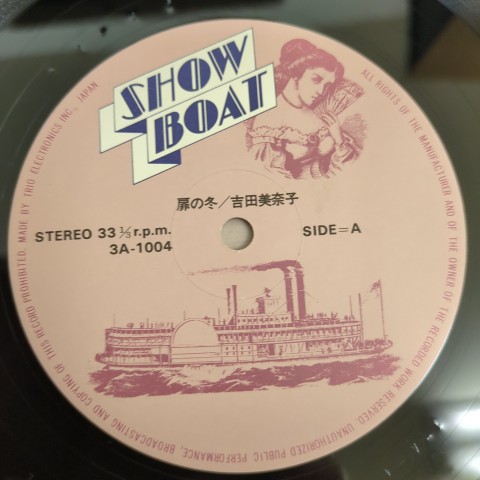 SHOW
BOAT
扉の冬/吉田美奈子
STEREO 33 ⅓ r.p.m.
3A-1004
SIDE=A
ALL RIGHTS OF THE MANUFACTURER AND OF THE OWNER OF THE RECORDED WORK RESERVED. UNAUTHORIZED PUBLIC PERFORMANCE, BROADCASTING AND COPYING OF THIS RECORD PROHIBITED. MADE BY TRIO ELECTRONICS INC., JAPAN